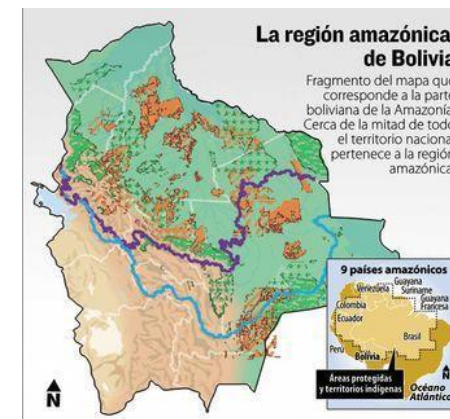 La región amazónica
de Bolivia
Fragmento del mapa que
corresponde a la parte
boliviana de la Amazonía
Cerca de la mitad de todo
el territorio nacional
pertenece a la región
amazónica
9 países amazónicos
Venezuela
Guayana
Suriname
Guayana
Francesa
Colombia
Ecuador
Perú
Brasil
Bolivia
Áreas protegidas
y territorios indígenas
N
Océano
Atlántico
N